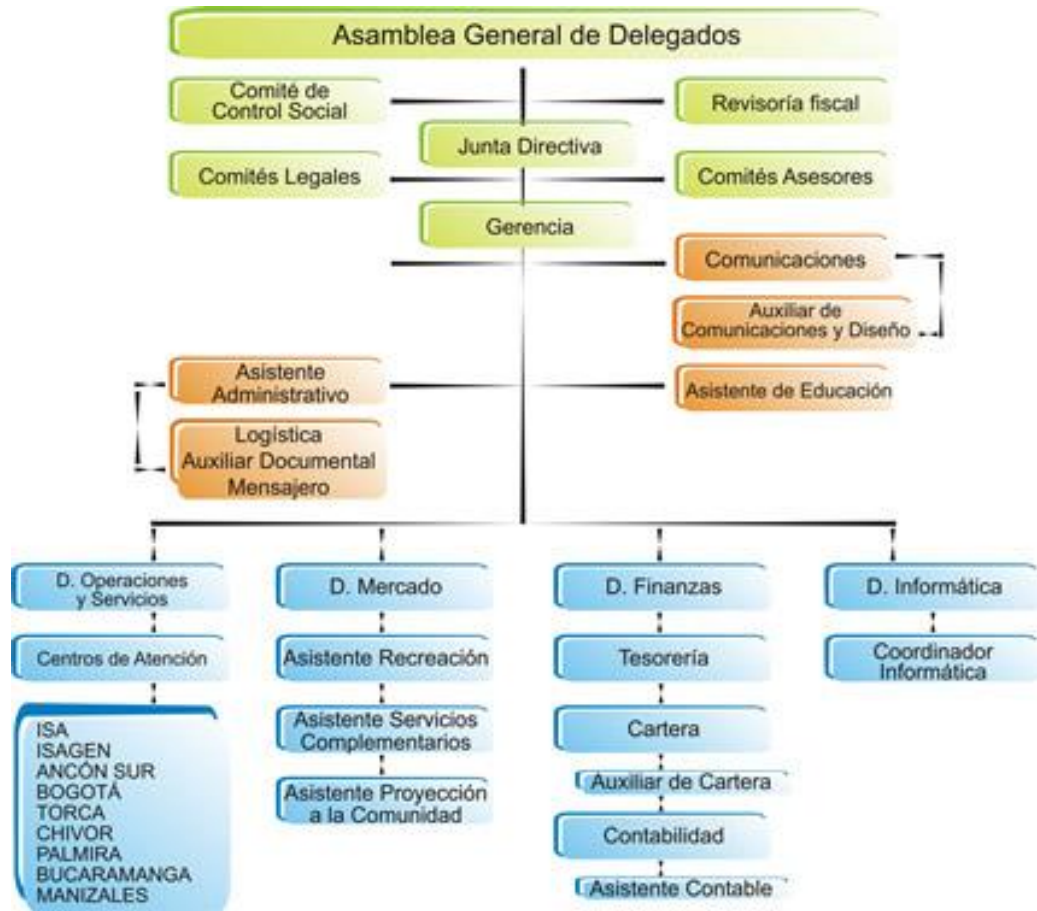 Asamblea General de Delegados
Comité de
Control Social
Revisoría fiscal
Junta Directiva
Comités Legales
Comités Asesores
Gerencia
Comunicaciones
Auxiliar de
Comunicaciones y Diseño
Asistente
Administrativo
Asistente de Educación
Logística
Auxiliar Documental
Mensajero
D. Operaciones
y Servicios
D. Mercado
D. Finanzas
D. Informática
Centros de Atención
Asistente Recreación
Tesorería
Coordinador
Informática
ISA
ISAGEN
ANCÓN SUR
BOGOTÁ
TORCA
CHIVOR
PALMIRA
BUCARAMANGA
MANIZALES
Asistente Servicios
Complementarios
Asistente Proyección
a la Comunidad
Cartera
Auxiliar de Cartera
Contabilidad
Asistente Contable